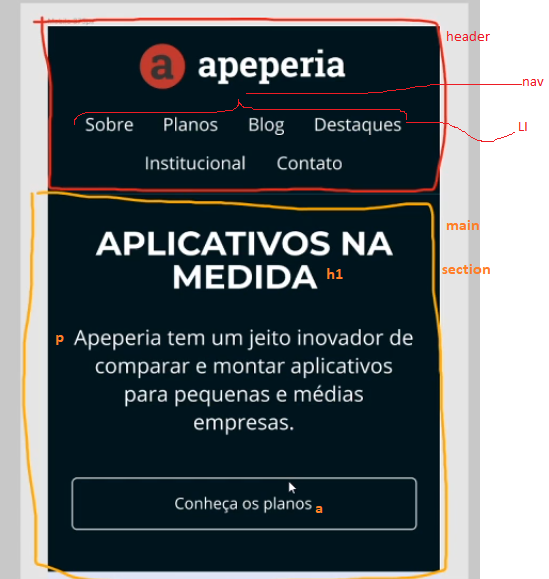 header
a apeperia
nav
Sobre Planos Blog Destaques
LI
Institucional Contato
main
APLICATIVOS NA
MEDIDA h1
section
p Apeperia tem um jeito inovador de
comparar e montar aplicativos
para pequenas e médias
empresas.
Conheça os planos a